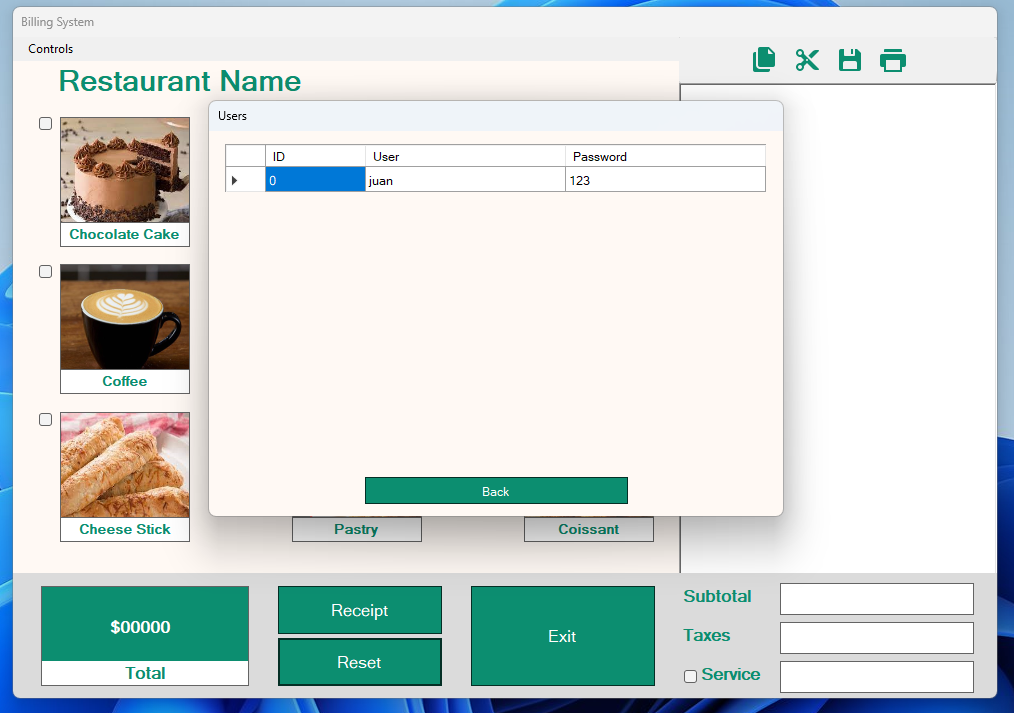 Billing System
Controls
Restaurant Name
Users
ID User Password
0 juan 123
Back
Chocolate Cake
Coffee
Cheese Stick
Pastry
Coissant
$00000
Total
Receipt
Reset
Exit
Subtotal
Taxes
Service